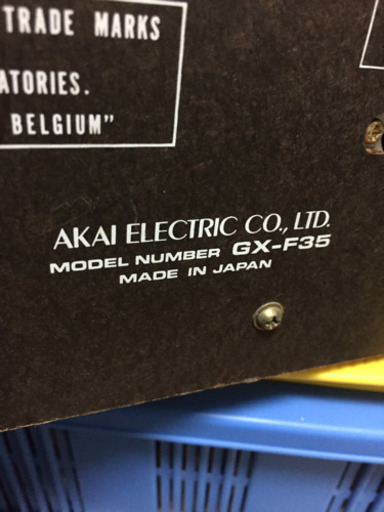 TRADE MARKS
ATORIES.
BELGIUM"
AKAI ELECTRIC CO., LTD.
MODEL NUMBER GX-F35
MADE IN JAPAN